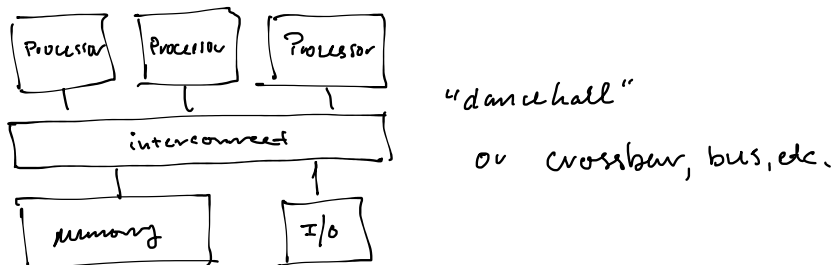 Processor Processor Processor
"dancehall"
interconnect
or crossbar, bus, etc.
Memory I/O